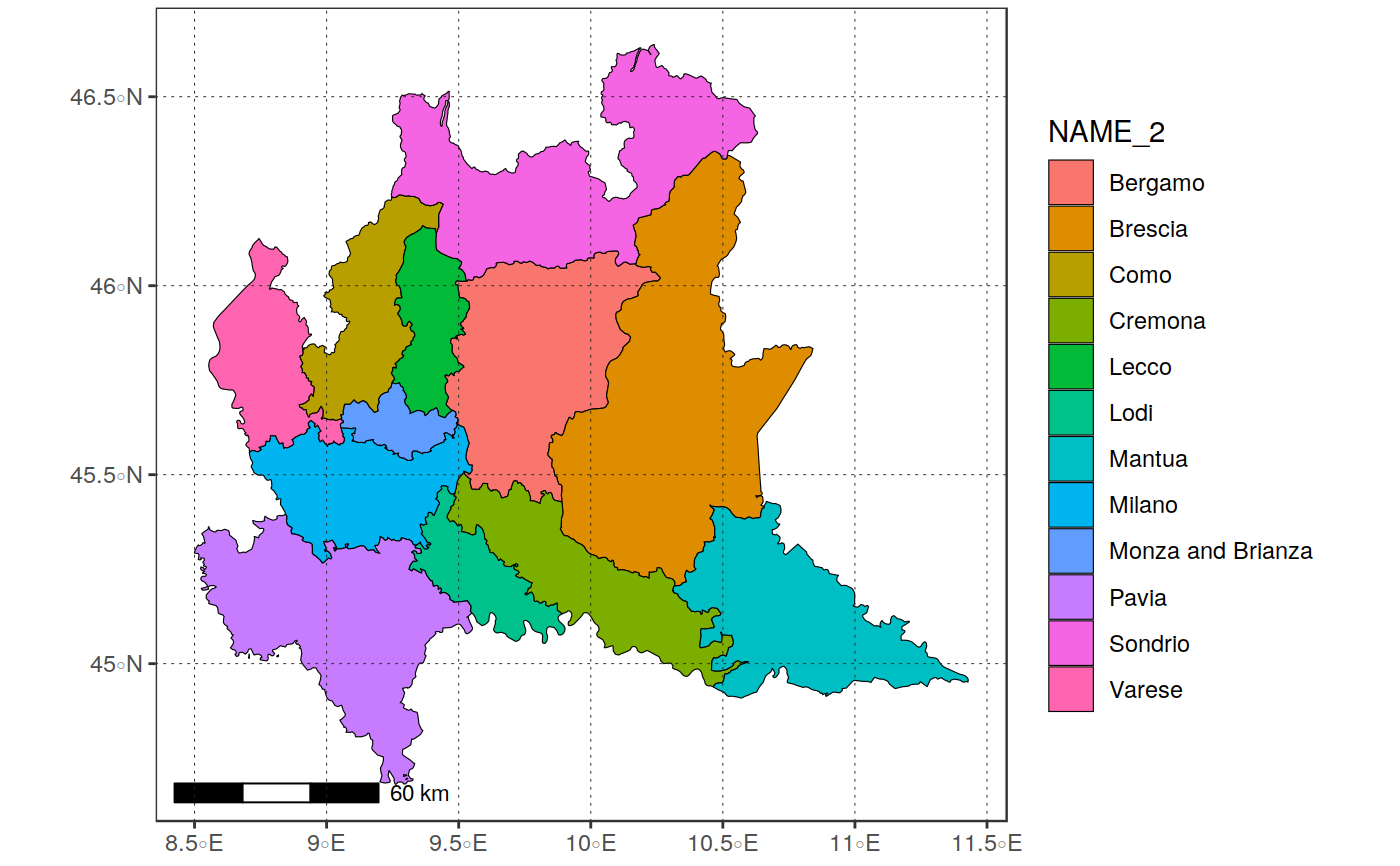 46.5°N
46°N
45.5°N
45°N
60 km
8.5°E
9°E
9.5°E
10°E
10.5°E
11°E
11.5°E
NAME_2
Bergamo
Brescia
Como
Cremona
Lecco
Lodi
Mantua
Milano
Monza and Brianza
Pavia
Sondrio
Varese